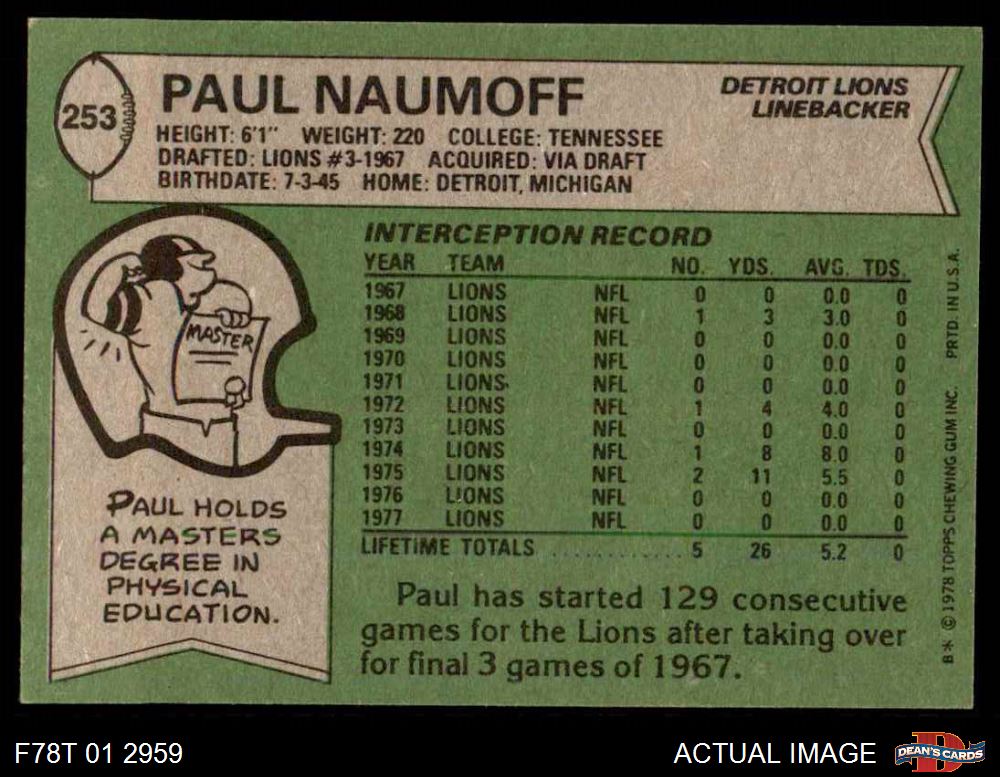 253
PAUL NAUMOFF
DETROIT LIONS
LINEBACKER
HEIGHT: 6'1" WEIGHT: 220 COLLEGE: TENNESSEE
DRAFTED: LIONS #3-1967 ACQUIRED: VIA DRAFT
BIRTHDATE: 7-3-45 HOME: DETROIT, MICHIGAN
MASTER
PAUL HOLDS
A MASTERS
DEGREE IN
PHYSICAL
EDUCATION.
INTERCEPTION RECORD
YEAR TEAM NO. YDS. AVG. TDS.
1967 LIONS NFL 0 0 0.0 0
1968 LIONS NFL 1 3 3.0 0
1969 LIONS NFL 0 0 0.0 0
1970 LIONS NFL 0 0 0.0 0
1971 LIONS NFL 0 0 0.0 0
1972 LIONS NFL 1 4 4.0 0
1973 LIONS NFL 0 0 0.0 0
1974 LIONS NFL 1 8 8.0 0
1975 LIONS NFL 2 11 5.5 0
1976 LIONS NFL 0 0 0.0 0
1977 LIONS NFL 0 0 0.0 0
LIFETIME TOTALS ............ 5 26 5.2 0
Paul has started 129 consecutive
games for the Lions after taking over
for final 3 games of 1967.
B* © 1978 TOPPS CHEWING GUM INC. PRTD. IN U.S.A.
F78T 01 2959
ACTUAL IMAGE
DEAN'S CARDS